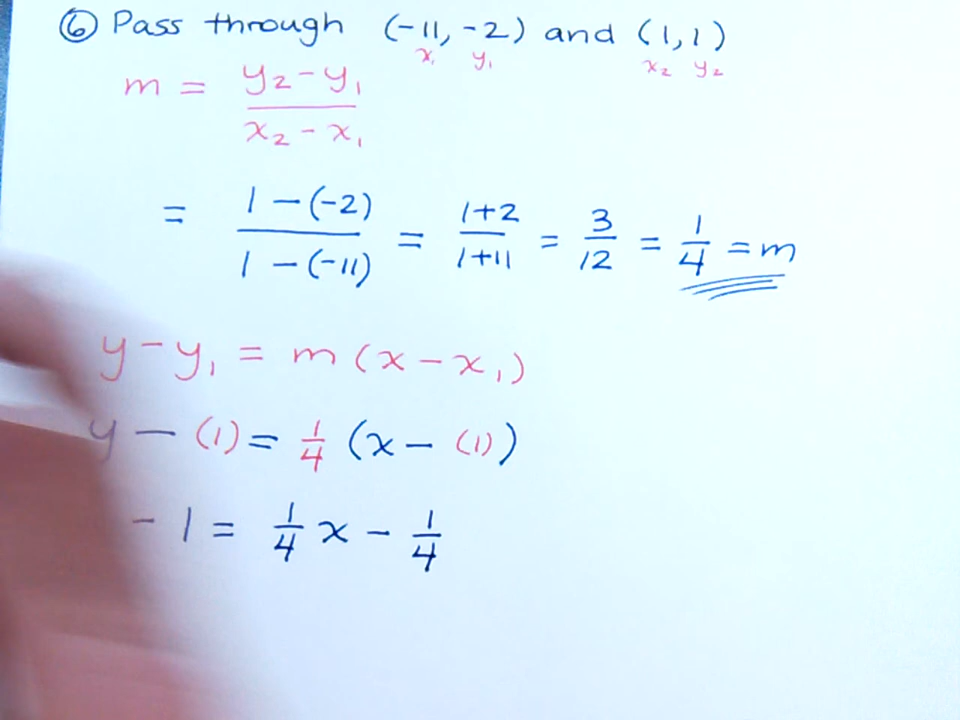 ⑥ Pass through (-11, -2) and (1, 1)
x₁ y₁ x₂ y₂
m = y₂ - y₁ / x₂ - x₁
= 1 - (-2) / 1 - (-11) = 1+2 / 1+11 = 3/12 = 1/4 = m
y - y₁ = m (x - x₁)
y - (1) = 1/4 (x - (1))
- 1 = 1/4 x - 1/4